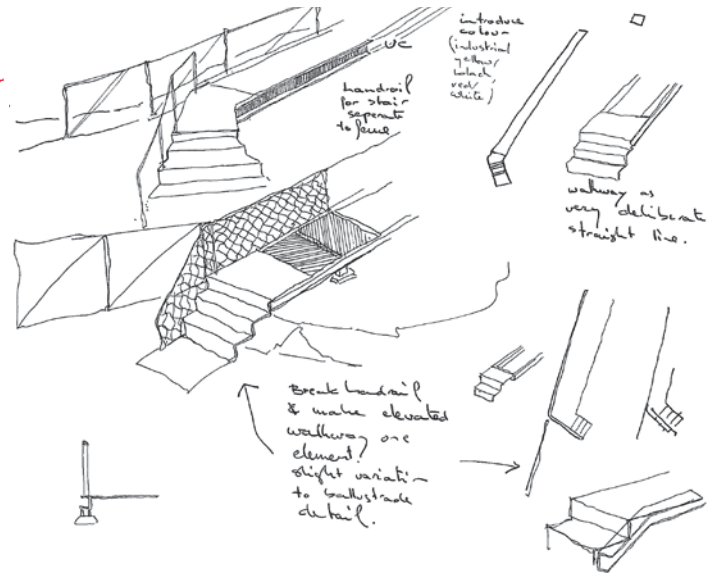 introduce
colour
(industrial
yellow/
black,
red/
white)
UC
handrail
for stair
seperate
to fence
walkway as
very deliberate
straight line.
Break handrail
& make elevated
walkway one
element.
slight variation
to ballustrade
detail.